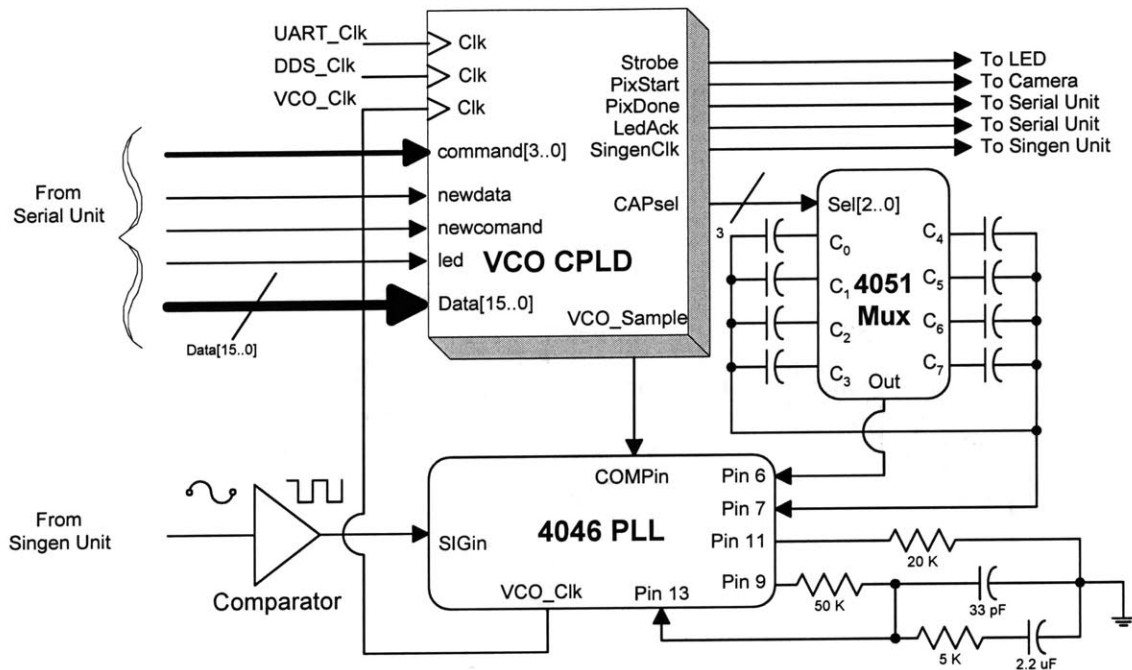 UART_Clk
DDS_Clk
VCO_Clk
Clk
Clk
Clk
Strobe
PixStart
PixDone
LedAck
SingenClk
To LED
To Camera
To Serial Unit
To Serial Unit
To Singen Unit
From
Serial Unit
command[3..0]
newdata
newcomand
led
Data[15..0]
Data[15..0]
CAPsel
VCO CPLD
VCO_Sample
3
Sel[2..0]
C0
C1
C2
C3
C4
C5
C6
C7
4051
Mux
Out
From
Singen Unit
Comparator
COMPin
SIGin
4046 PLL
VCO_Clk
Pin 6
Pin 7
Pin 11
Pin 9
Pin 13
20 K
50 K
33 pF
5 K
2.2 uF